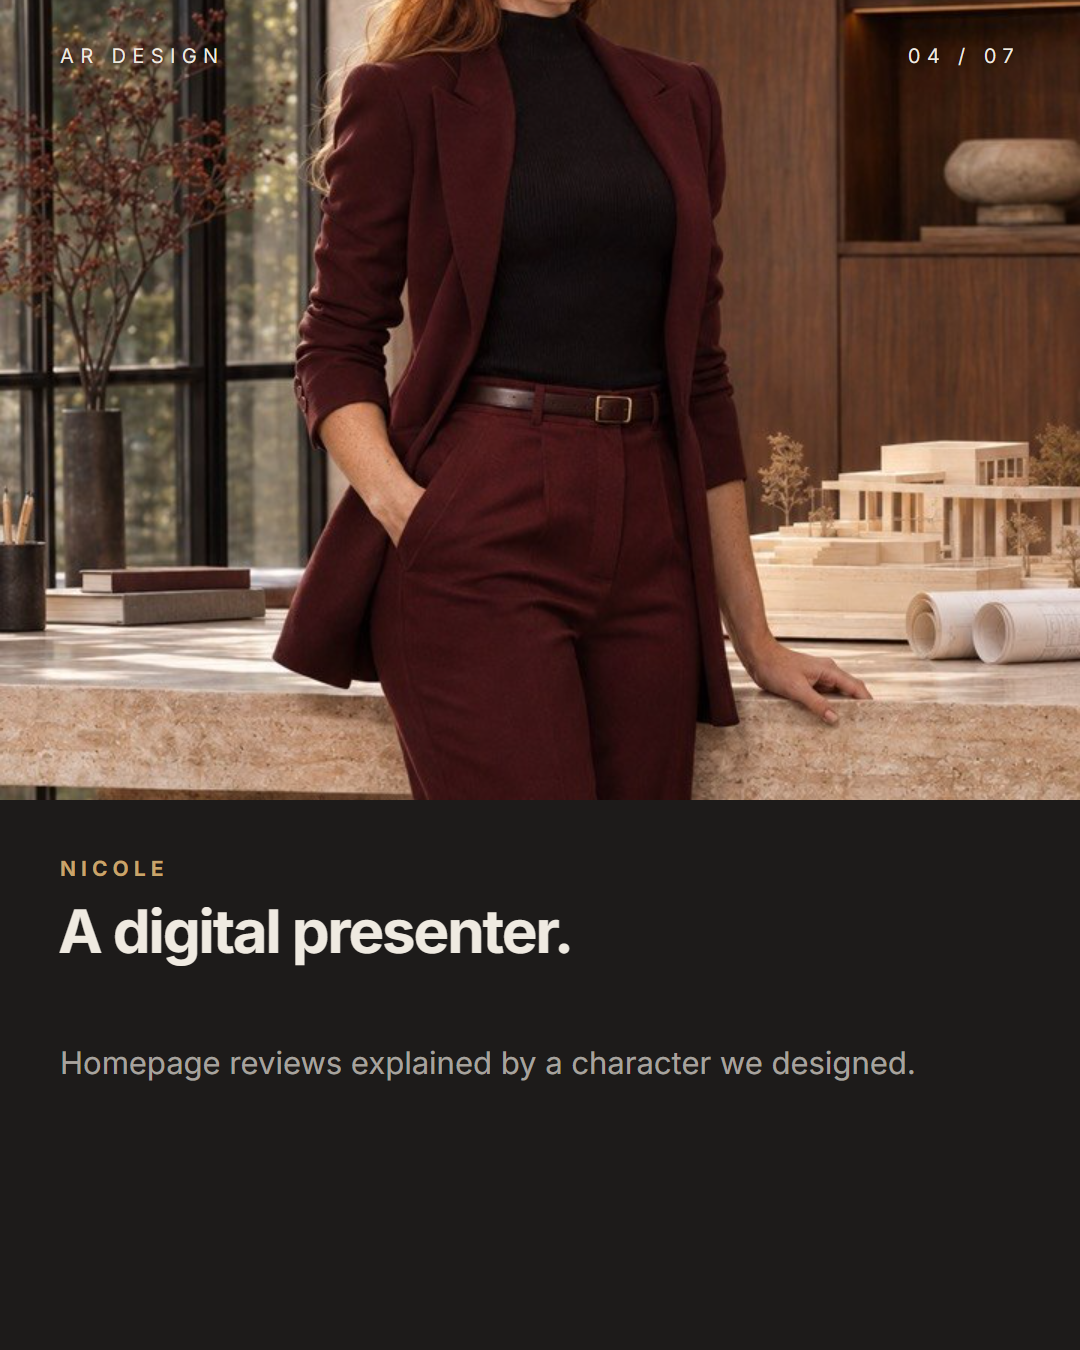 AR DESIGN
04 / 07
NICOLE
A digital presenter.
Homepage reviews explained by a character we designed.